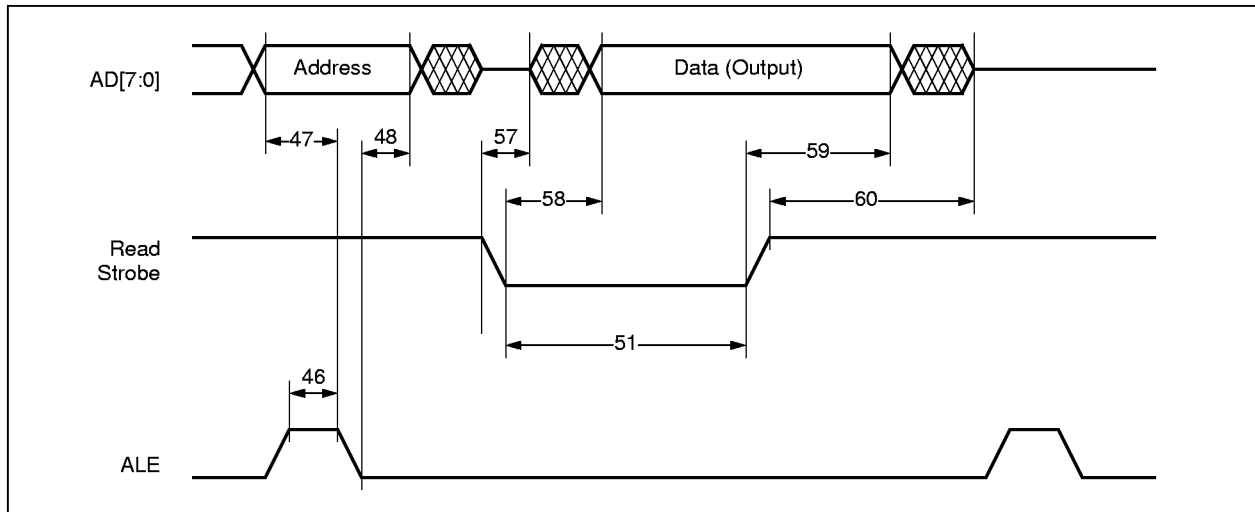 AD[7:0]
Address
Data (Output)
47
48
57
59
58
60
Read
Strobe
51
46
ALE